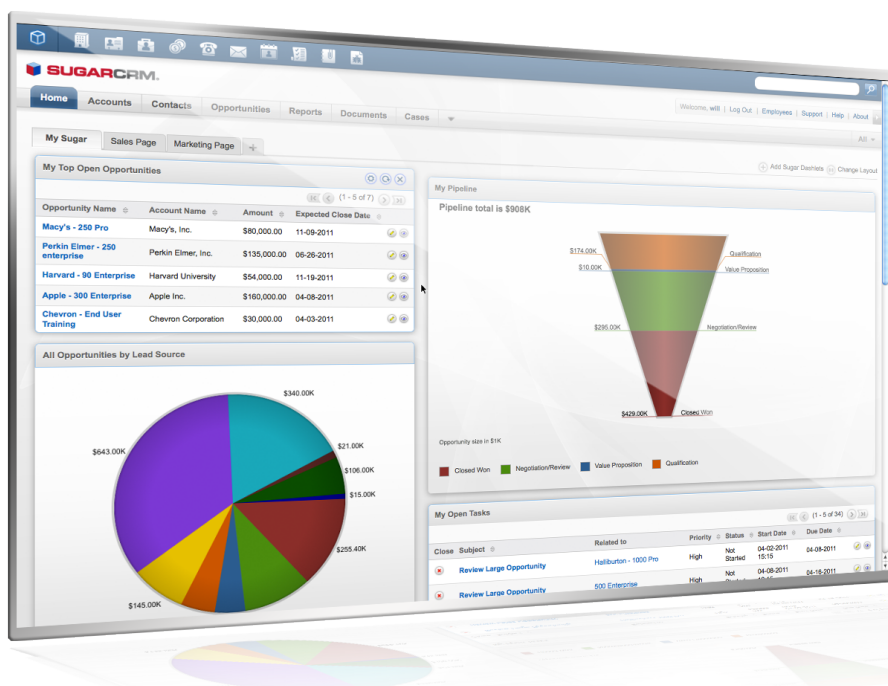 SUGARCRM.
Welcome, will | Log Out | Employees | Support | Help | About
Home Accounts Contacts Opportunities Reports Documents Cases
All
My Sugar Sales Page Marketing Page +
Add Sugar Dashlets Change Layout
My Top Open Opportunities
(1 - 5 of 7)
Opportunity Name Account Name Amount Expected Close Date
Macy's - 250 Pro Macy's, Inc. $80,000.00 11-09-2011
Perkin Elmer - 250
enterprise Perkin Elmer, Inc. $135,000.00 06-26-2011
Harvard - 90 Enterprise Harvard University $54,000.00 11-19-2011
Apple - 300 Enterprise Apple Inc. $160,000.00 04-08-2011
Chevron - End User
Training Chevron Corporation $30,000.00 04-03-2011
All Opportunities by Lead Source
$340.00K
$643.00K
$21.00K
$106.00K
$15.00K
$255.40K
$145.00K
My Pipeline
Pipeline total is $908K
$174.00K Qualification
$10.00K Value Proposition
$295.00K Negotiation/Review
$429.00K Closed Won
Opportunity size in $1K
Closed Won Negotiation/Review Value Proposition Qualification
My Open Tasks
(1 - 5 of 34)
Close Subject Related to Priority Status Start Date Due Date
Review Large Opportunity Halliburton - 1000 Pro High Not
Started 04-02-2011
15:15 04-08-2011
Review Large Opportunity 500 Enterprise High Not
04-08-2011
04-16-2011